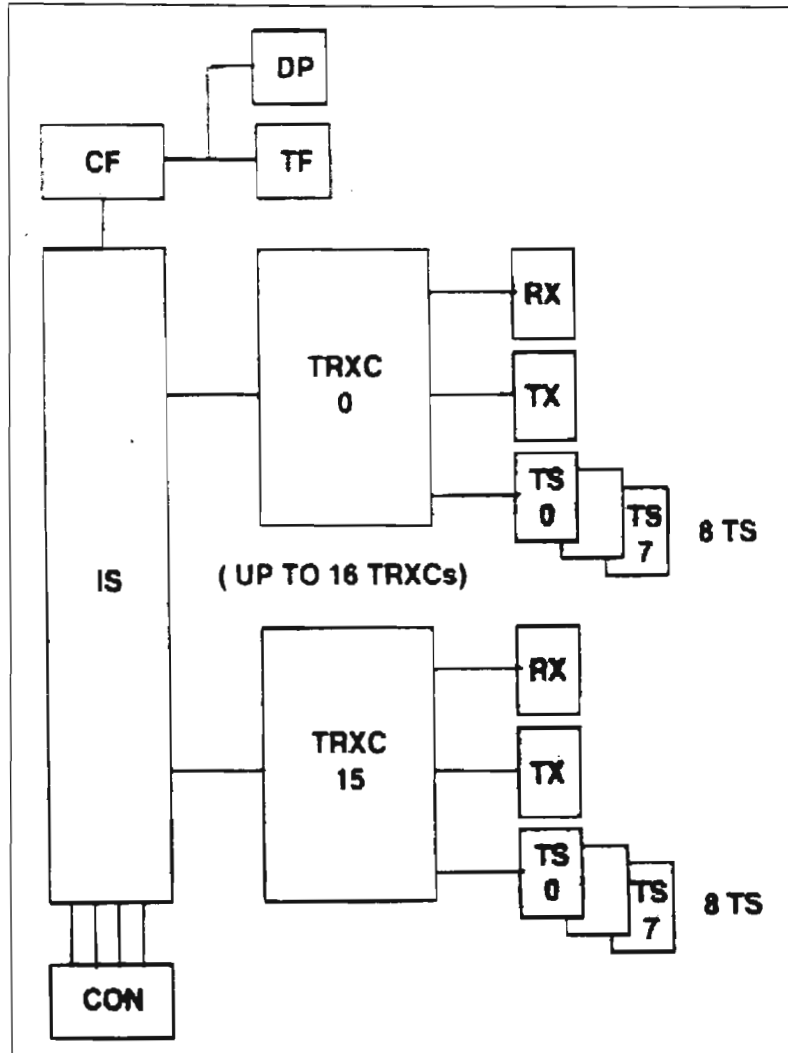 DP
CF
TF
IS
TRXC
0
RX
TX
TS
0
TS
7
8 TS
( UP TO 16 TRXCs)
TRXC
15
RX
TX
TS
0
TS
7
8 TS
CON